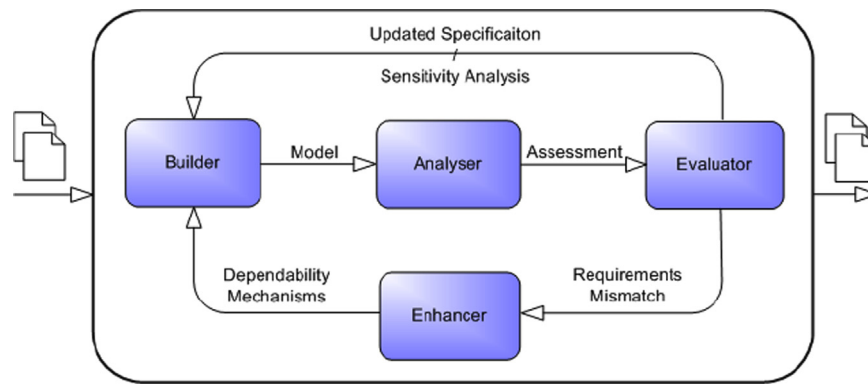 Updated Specificaiton
/
Sensitivity Analysis
Builder
Model
Analyser
Assessment
Evaluator
Dependability
Mechanisms
Enhancer
Requirements
Mismatch